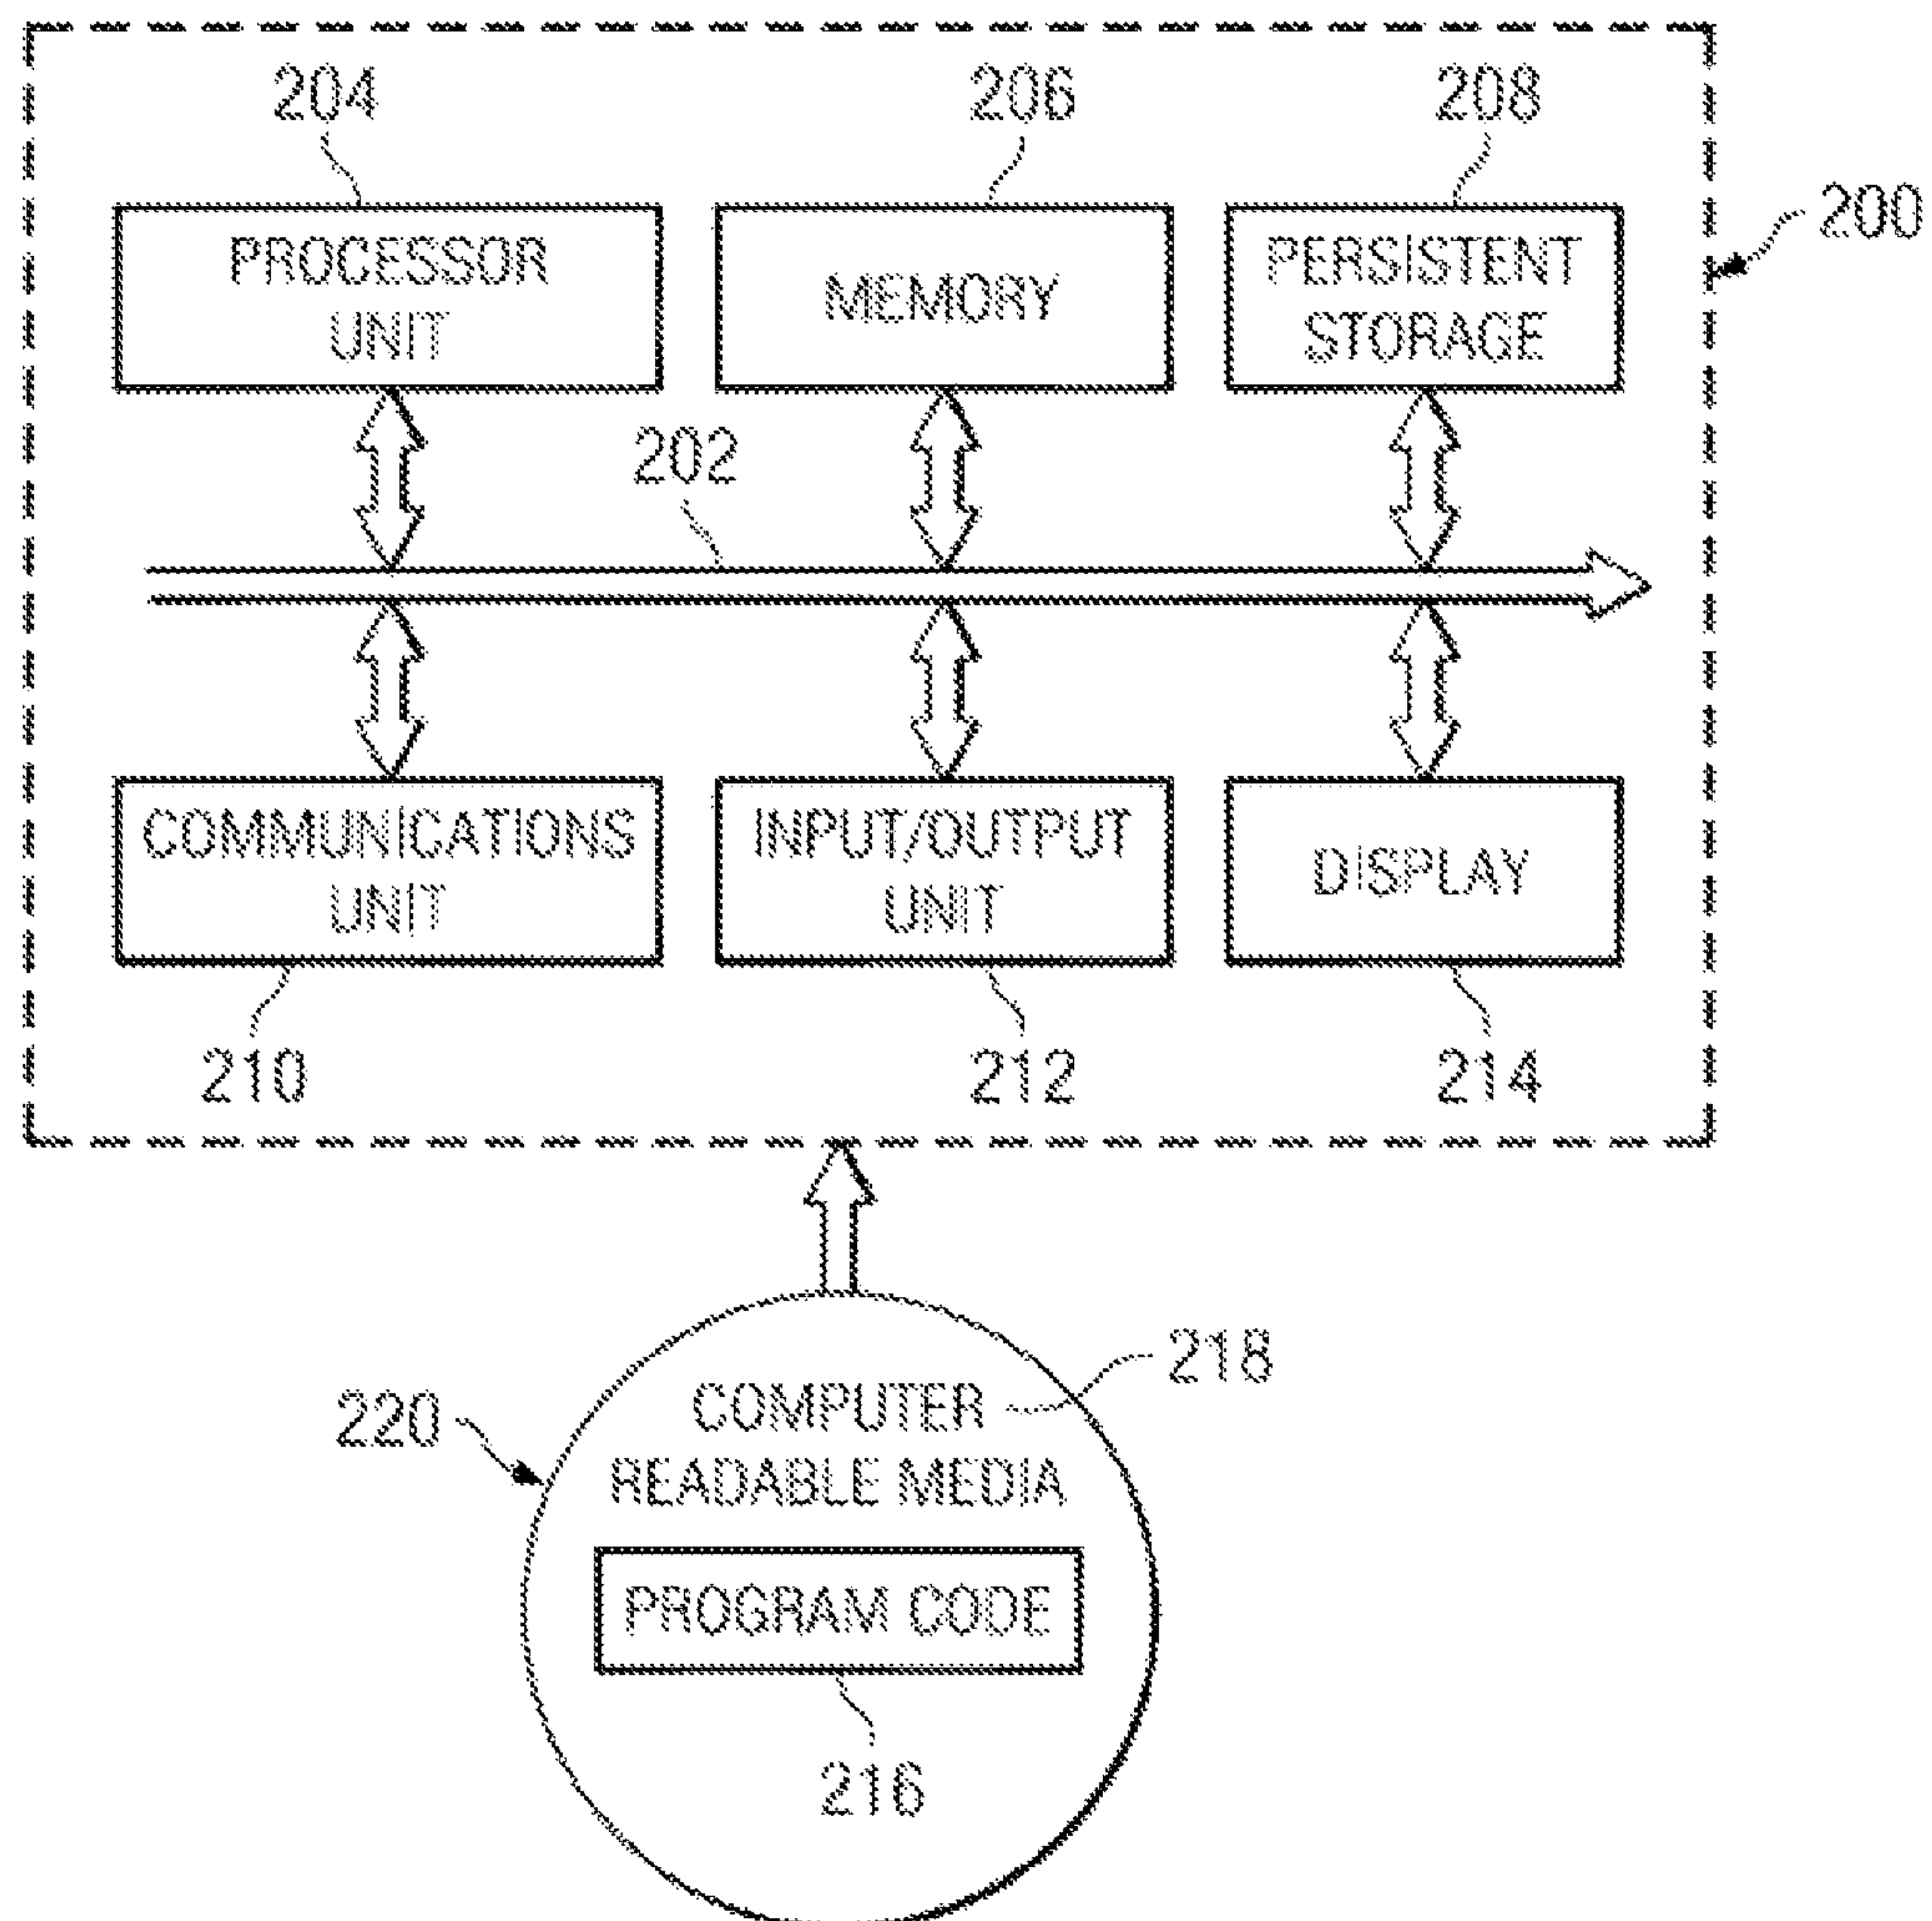 204
206
208
200
PROCESSOR
UNIT
MEMORY
PERSISTENT
STORAGE
202
COMMUNICATIONS
UNIT
INPUT/OUTPUT
UNIT
DISPLAY
210
212
214
218
220
COMPUTER
READABLE MEDIA
PROGRAM CODE
216